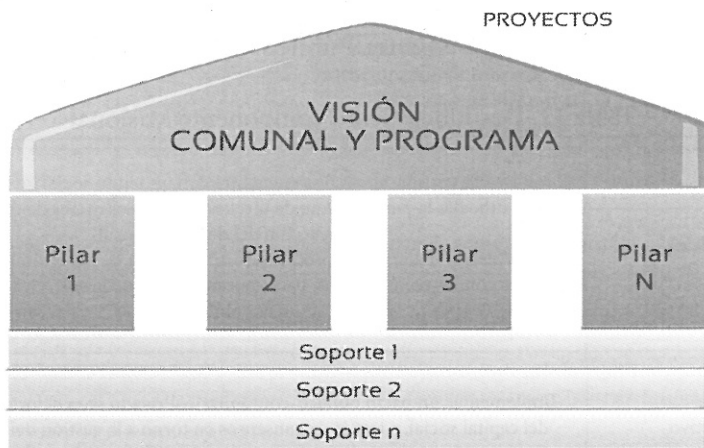 PROYECTOS
VISIÓN
COMUNAL Y PROGRAMA
Pilar
1
Pilar
2
Pilar
3
Pilar
N
Soporte 1
Soporte 2
Soporte n